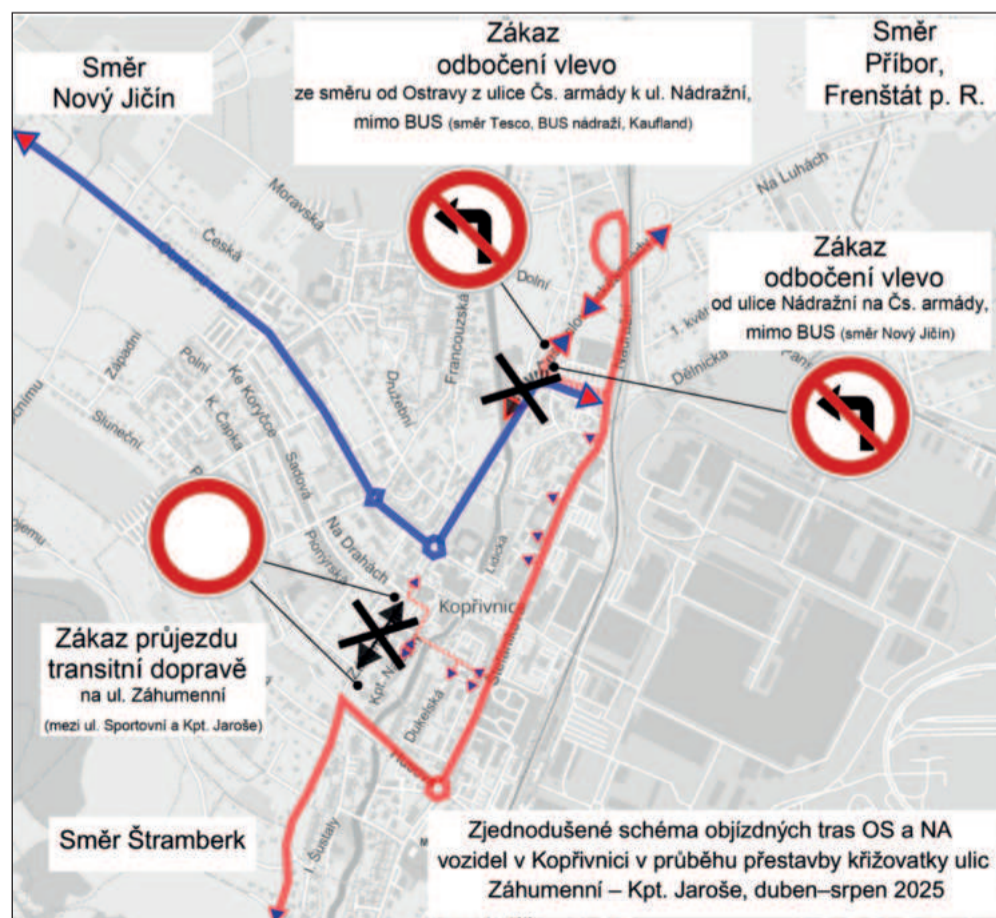 Směr
Nový Jičín
Zákaz
odbočení vlevo
ze směru od Ostravy z ulice Čs. armády k ul. Nádražní,
mimo BUS (směr Tesco, BUS nádraží, Kaufland)
Směr
Příbor,
Frenštát p. R.
Na Luhách
Moravská
Česká
Dolní
Zákaz
odbočení vlevo
od ulice Nádražní na Čs. armády,
mimo BUS (směr Nový Jičín)
Francouzská
Západní
Polní
Ke Koryčce
K. Čapka
Družební
Dělnická
Sluneční
Sadová
Na Drahách
Pionýrská
Lidická
Kopřivnice
Zákaz průjezdu
transitní dopravě
na ul. Záhumenní
(mezi ul. Sportovní a Kpt. Jaroše)
Dukelská
I. Šustaly
Směr Štramberk
Zjednodušené schéma objízdných tras OS a NA
vozidel v Kopřivnici v průběhu přestavby křižovatky ulic
Záhumenní – Kpt. Jaroše, duben–srpen 2025